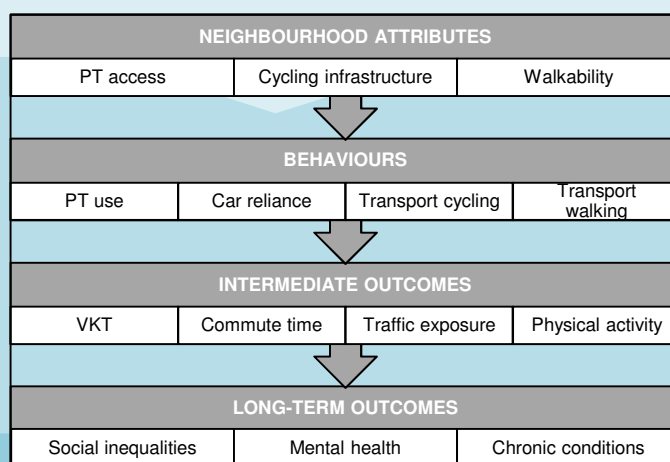 NEIGHBOURHOOD ATTRIBUTES
PT access
Cycling infrastructure
Walkability
BEHAVIOURS
PT use
Car reliance
Transport cycling
Transport
walking
INTERMEDIATE OUTCOMES
VKT
Commute time
Traffic exposure
Physical activity
LONG-TERM OUTCOMES
Social inequalities
Mental health
Chronic conditions